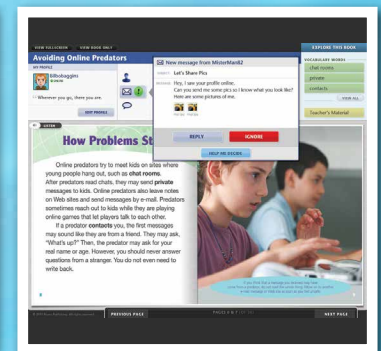 VIEW FULLSCREEN
VIEW BOOK ONLY
EXPLORE THIS BOOK
Avoiding Online Predators
MY PROFILE
bilbobaggins
Wherever you go, there you are.
EDIT PROFILE
New message from MisterMan82
Let's Share Pics
Hey, I saw your profile online.
Can you send me some pics so I know what you look like?
Here are some pictures of me.
REPLY
IGNORE
HELP ME DECIDE
VOCABULARY WORDS
chat rooms
private
contacts
VIEW ALL
Teacher's Material
LISTEN
How Problems St
Online predators try to meet kids on sites where
young people hang out, such as chat rooms.
After predators read chats, they may send private
messages to kids. Online predators also leave notes
on Web sites and send messages by e-mail. Predators
sometimes reach out to kids while they are playing
online games that let players talk to each other.
If a predator contacts you, the first messages
may sound like they are from a friend. They may ask,
"What's up?" Then, the predator may ask for your
real name or age. However, you should never answer
questions from a stranger. You do not even need to
write back.
PREVIOUS PAGE
PAGES 6 & 7
NEXT PAGE